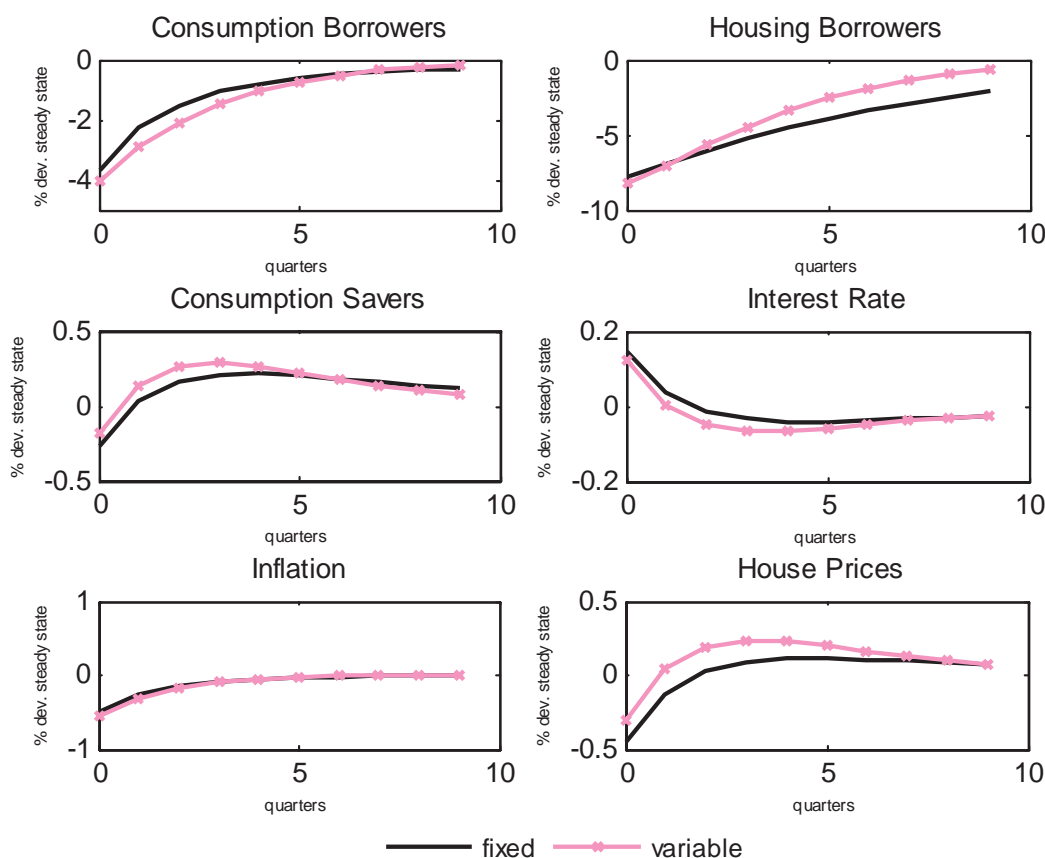 Consumption Borrowers
% dev. steady state
0
-2
-4
0
5
10
quarters
Housing Borrowers
% dev. steady state
0
-5
-10
0
5
10
quarters
Consumption Savers
% dev. steady state
0.5
0
-0.5
0
5
10
quarters
Interest Rate
% dev. steady state
0.2
0
-0.2
0
5
10
quarters
Inflation
% dev. steady state
1
0
-1
0
5
10
quarters
House Prices
% dev. steady state
0.5
0
-0.5
0
5
10
quarters
fixed
variable